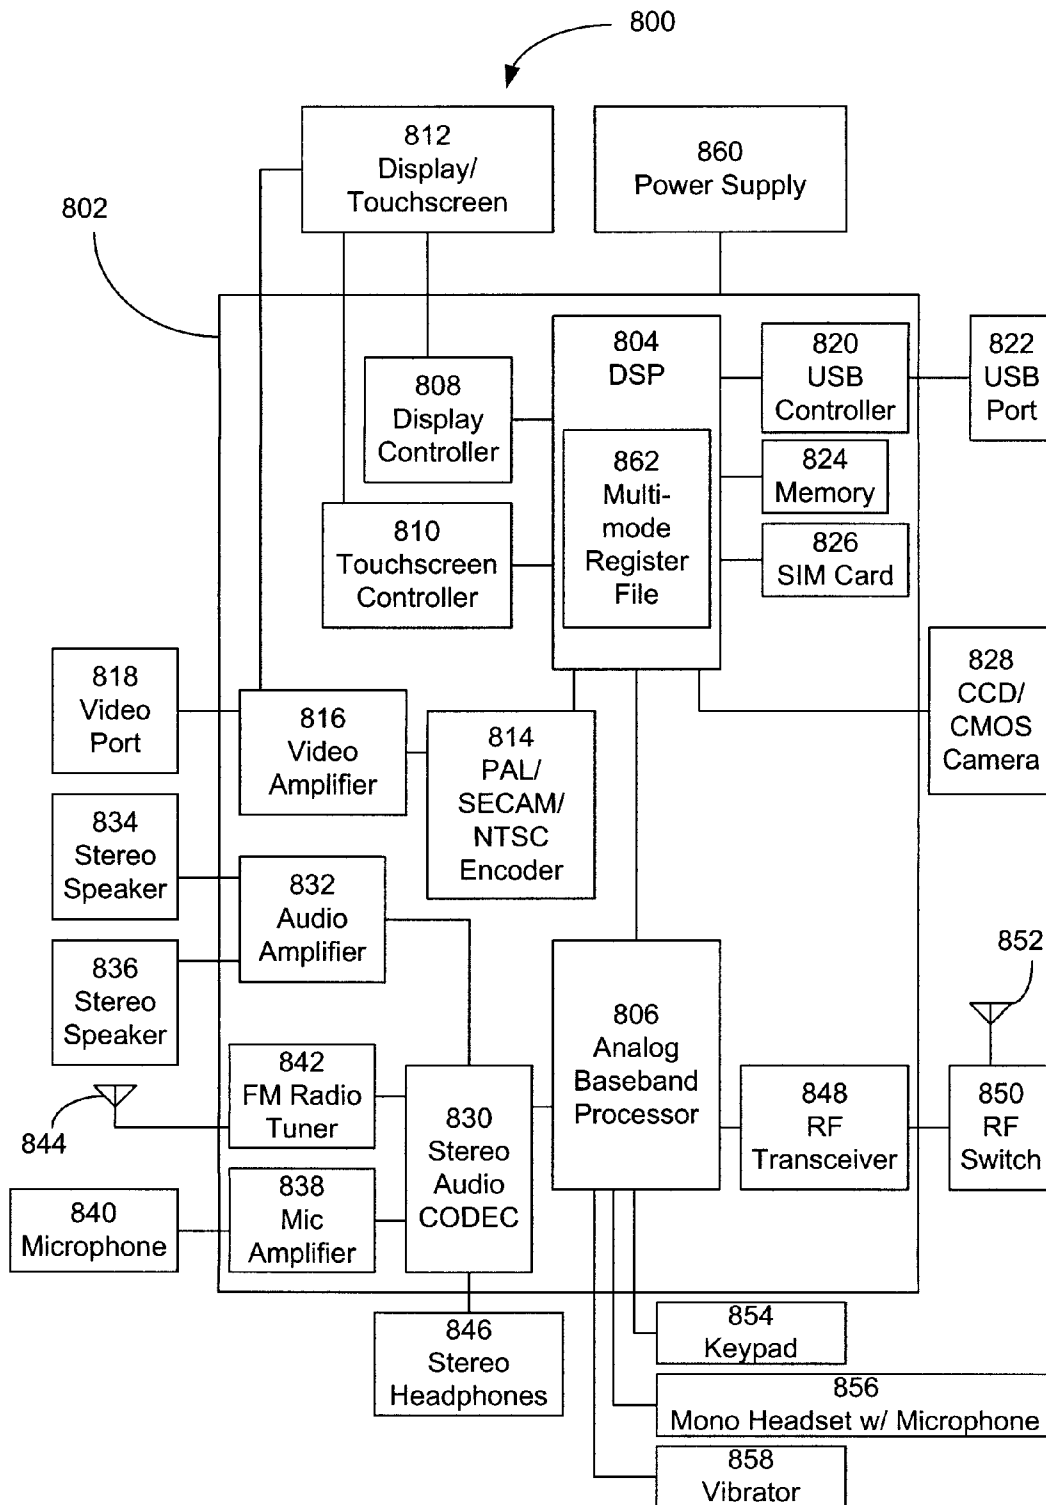 800
812
Display/
Touchscreen
860
Power Supply
802
804
DSP
820
USB
Controller
822
USB
Port
808
Display
Controller
862
Multi-
mode
Register
File
824
Memory
810
Touchscreen
Controller
826
SIM Card
818
Video
Port
816
Video
Amplifier
814
PAL/
SECAM/
NTSC
Encoder
828
CCD/
CMOS
Camera
834
Stereo
Speaker
832
Audio
Amplifier
836
Stereo
Speaker
852
806
Analog
Baseband
Processor
842
FM Radio
Tuner
844
830
Stereo
Audio
CODEC
848
RF
Transceiver
850
RF
Switch
840
Microphone
838
Mic
Amplifier
846
Stereo
Headphones
854
Keypad
856
Mono Headset w/ Microphone
858
Vibrator